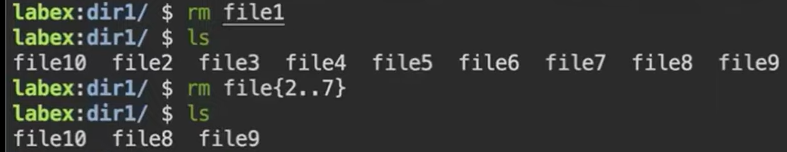 labex:dir1/ $ rm file1
labex:dir1/ $ ls
file10  file2  file3  file4  file5  file6  file7  file8  file9
labex:dir1/ $ rm file{2..7}
labex:dir1/ $ ls
file10  file8  file9